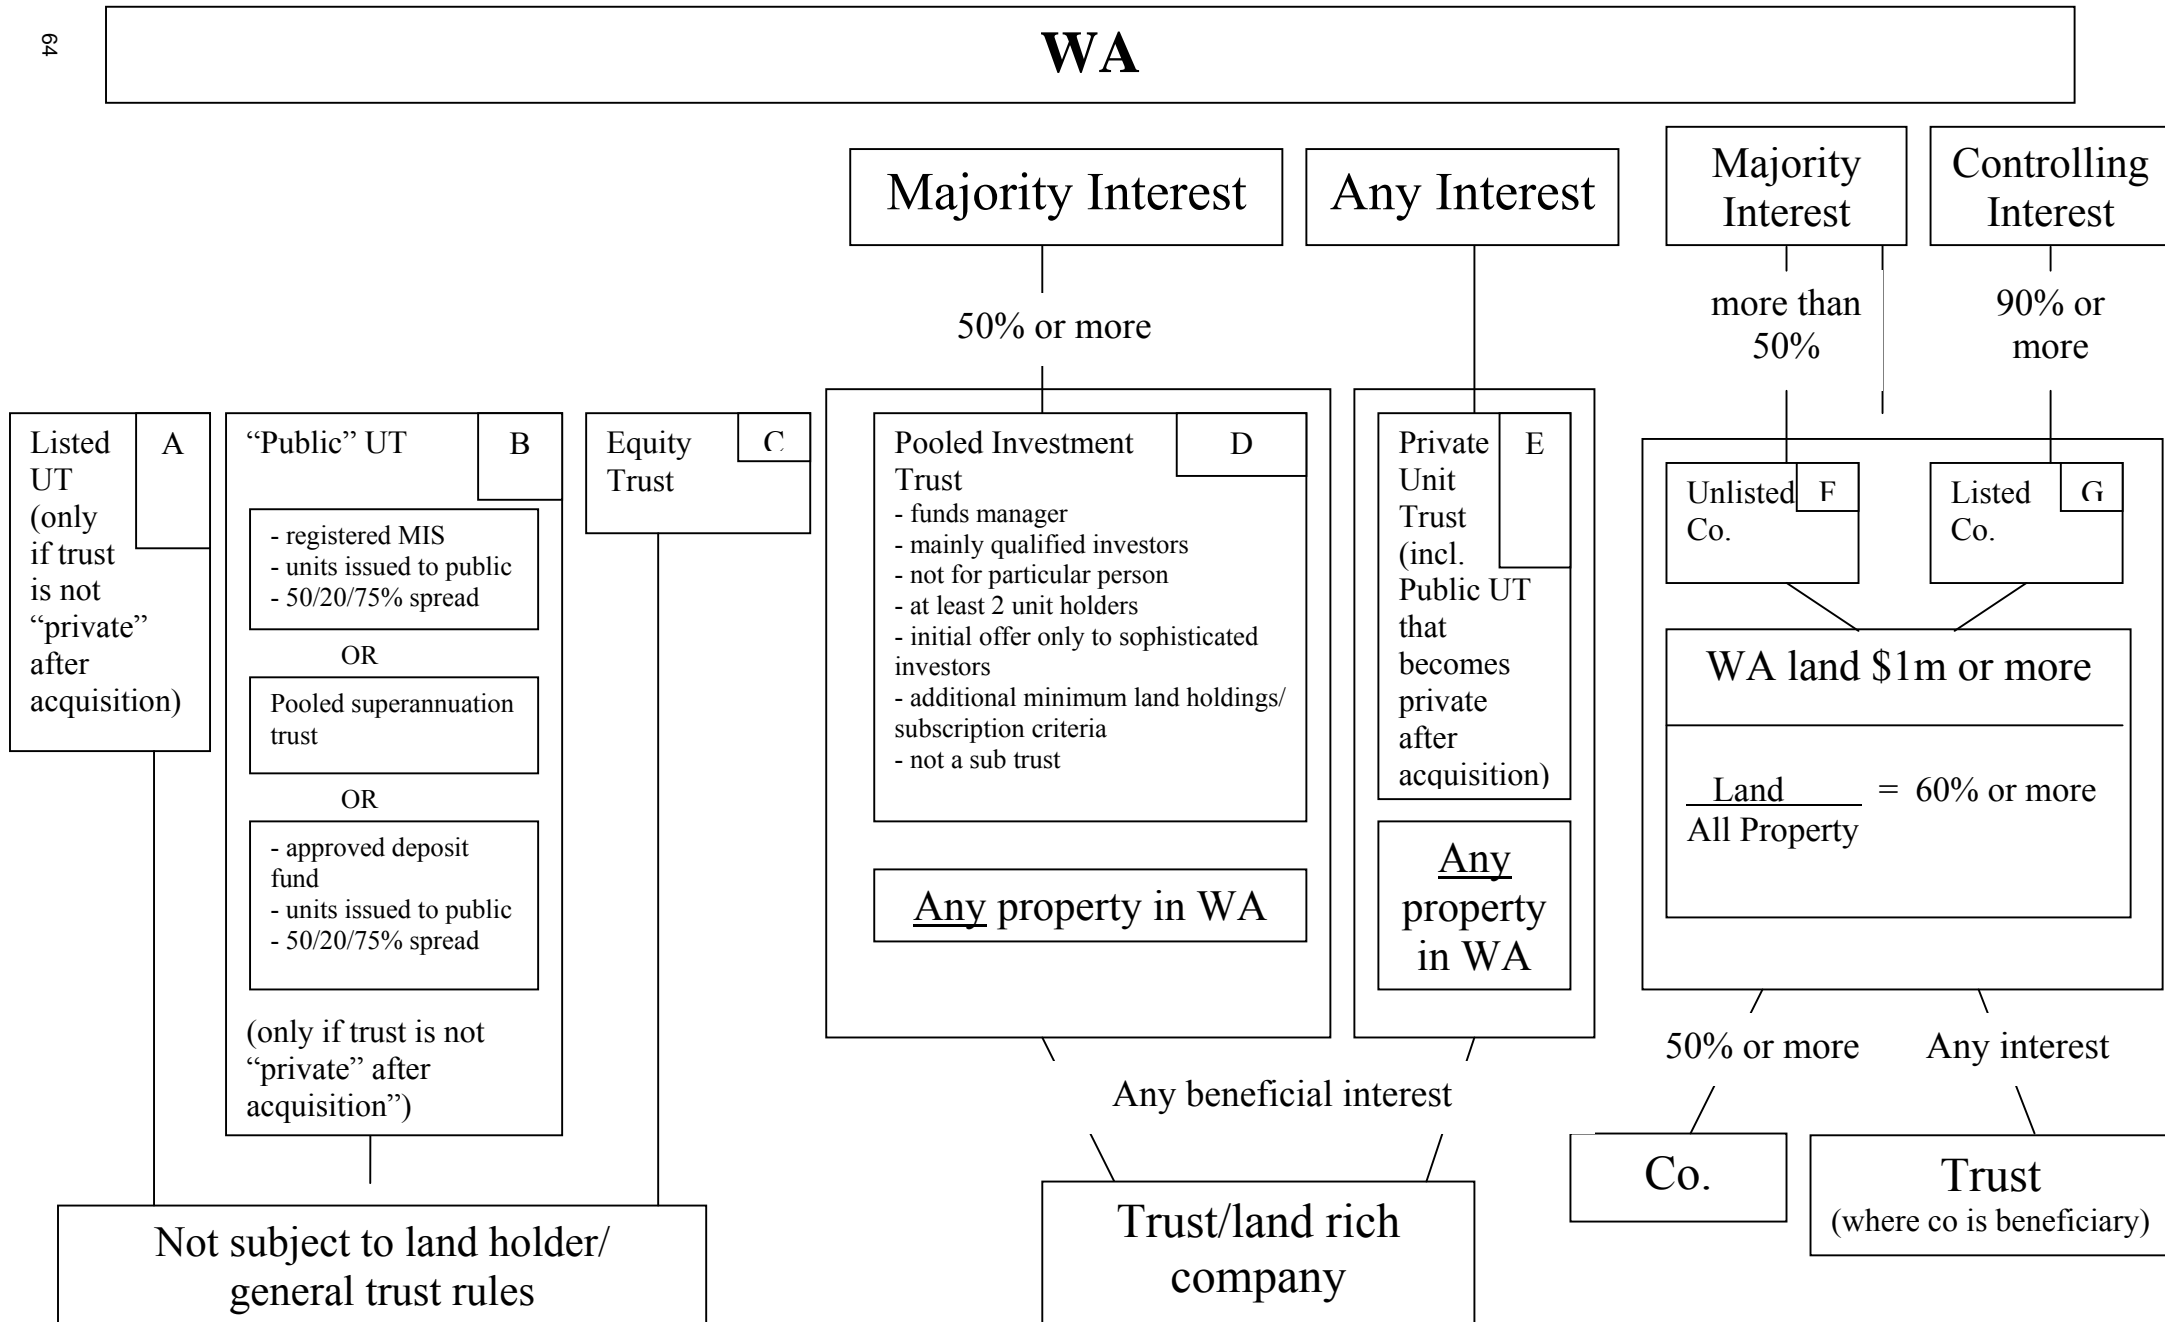 64
WA
Majority Interest
50% or more
Any Interest
Majority
Interest
more than
50%
Controlling
Interest
90% or
more
Listed
UT
(only
if trust
is not
“private”
after
acquisition)
A
“Public” UT
B
- registered MIS
- units issued to public
- 50/20/75% spread
OR
Pooled superannuation
trust
OR
- approved deposit
fund
- units issued to public
- 50/20/75% spread
(only if trust is not
“private” after
acquisition”)
Equity
Trust
C
Not subject to land holder/
general trust rules
Pooled Investment
Trust
D
- funds manager
- mainly qualified investors
- not for particular person
- at least 2 unit holders
- initial offer only to sophisticated
investors
- additional minimum land holdings/
subscription criteria
- not a sub trust
Any property in WA
Private
Unit
Trust
(incl.
Public UT
that
becomes
private
after
acquisition)
E
Any
property
in WA
Any beneficial interest
Trust/land rich
company
Unlisted
Co.
F
Listed
Co.
G
WA land $1m or more
Land = 60% or more
All Property
50% or more
Any interest
Co.
Trust
(where co is beneficiary)